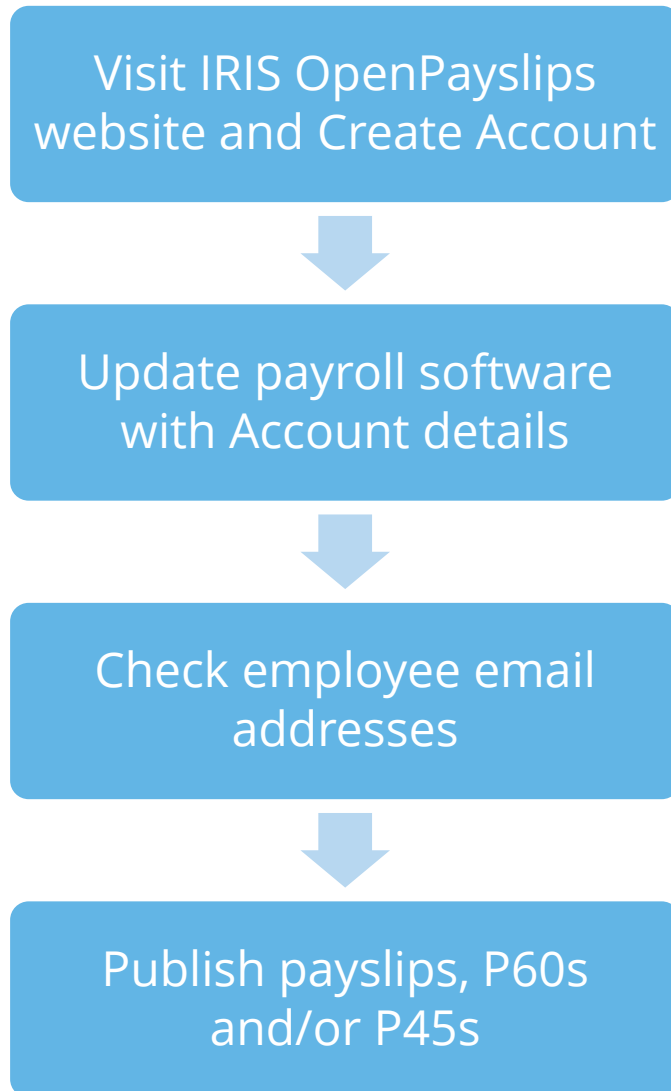 Visit IRIS OpenPayslips
website and Create Account
Update payroll software
with Account details
Check employee email
addresses
Publish payslips, P60s
and/or P45s